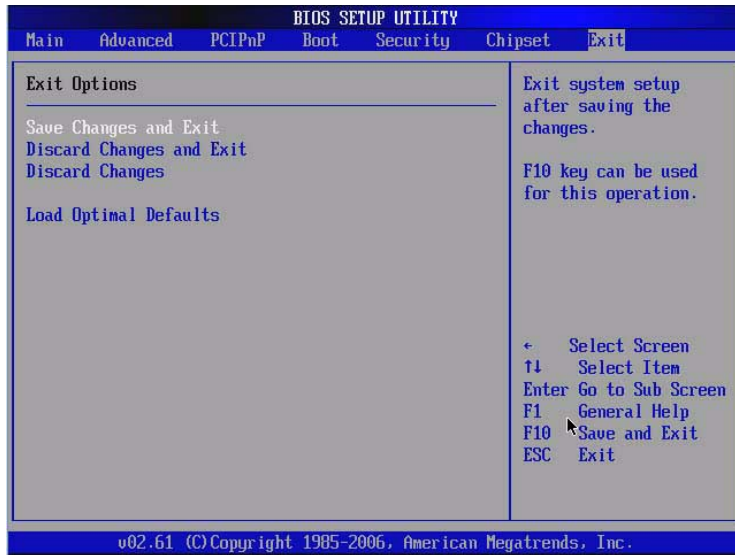 BIOS SETUP UTILITY
Main Advanced PCIPnP Boot Security Chipset Exit
Exit Options
Save Changes and Exit
Discard Changes and Exit
Discard Changes
Load Optimal Defaults
Exit system setup
after saving the
changes.
F10 key can be used
for this operation.
← Select Screen
↑↓ Select Item
Enter Go to Sub Screen
F1 General Help
F10 Save and Exit
ESC Exit
v02.61 (C)Copyright 1985-2006, American Megatrends, Inc.